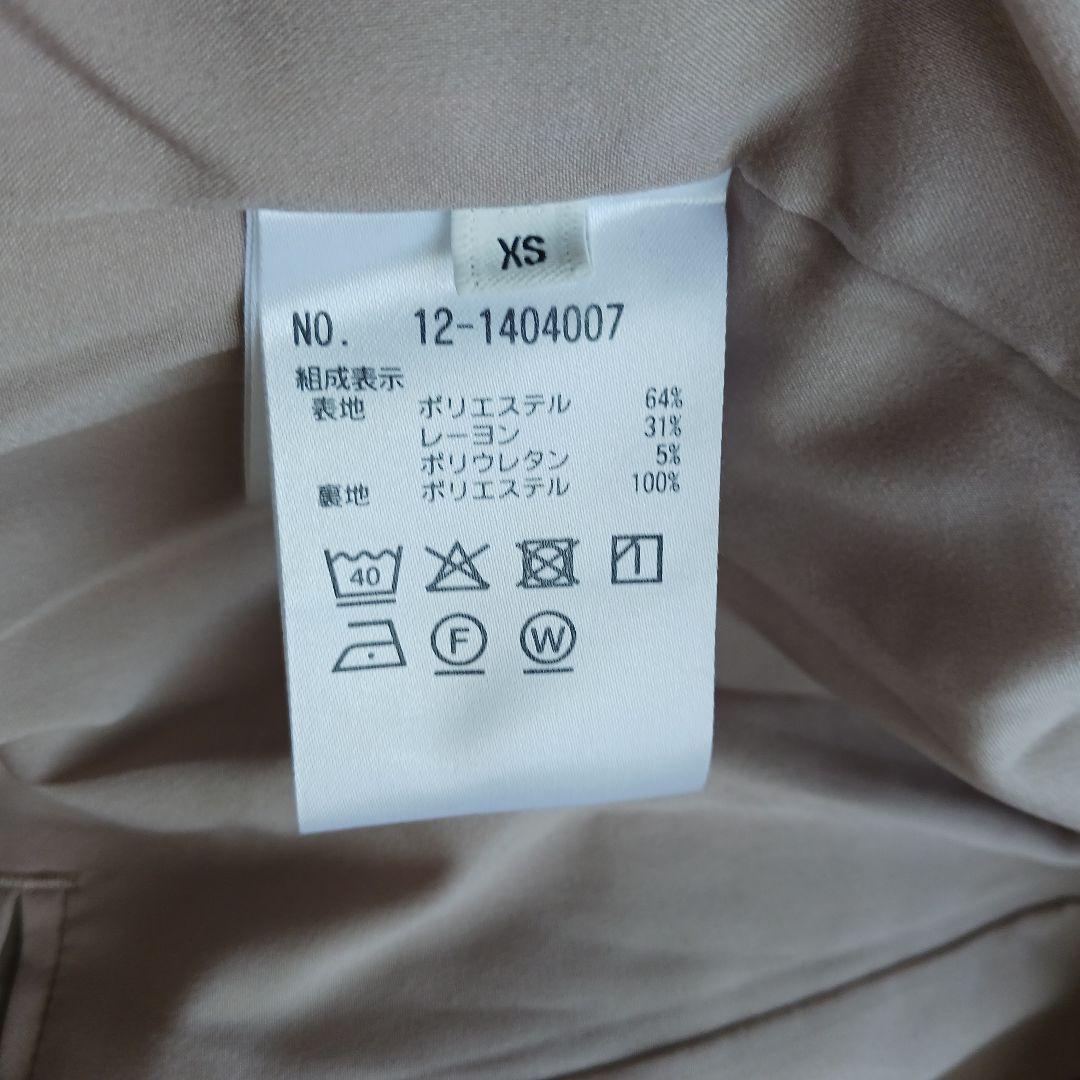 XS
NO. 12-1404007
組成表示
表地 ポリエステル 64%
レーヨン 31%
ポリウレタン 5%
裏地 ポリエステル 100%
40
F W